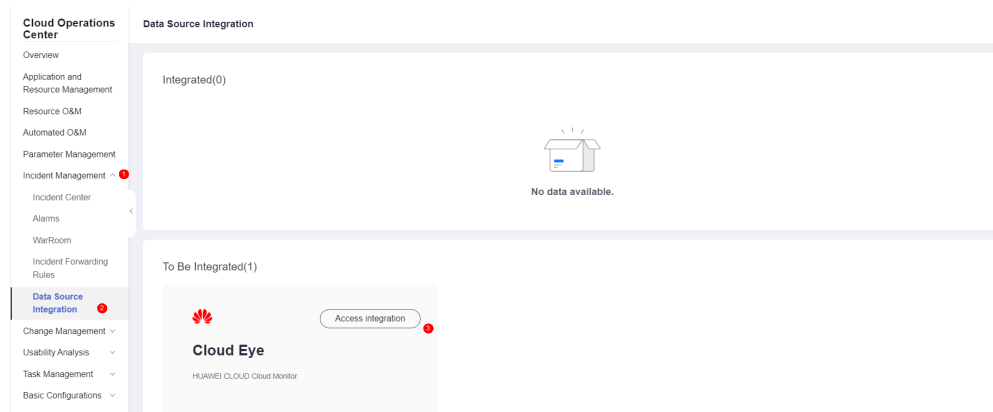 Cloud Operations
Center
Data Source Integration
Overview
Application and
Resource Management
Resource O&M
Automated O&M
Parameter Management
Incident Management
1
Incident Center
Alarms
WarRoom
Incident Forwarding
Rules
Data Source
Integration
2
Change Management
Usability Analysis
Task Management
Basic Configurations
Integrated(0)
No data available.
To Be Integrated(1)
Access integration
3
Cloud Eye
HUAWEI CLOUD Cloud Monitor